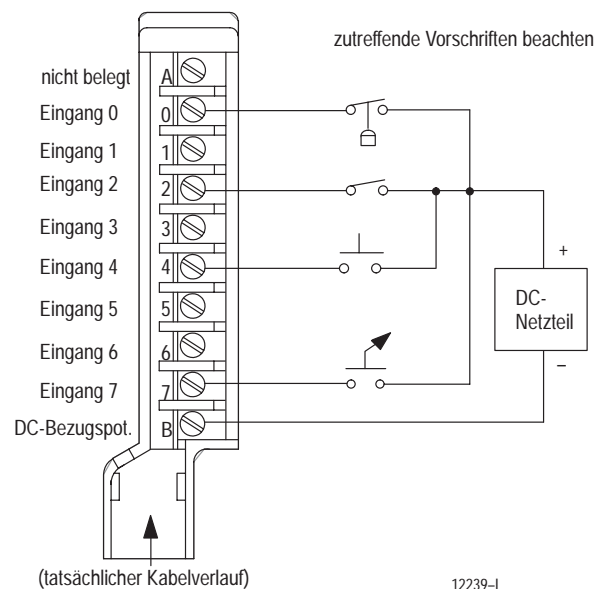 zutreffende Vorschriften beachten
nicht belegt A
Eingang 0 0
Eingang 1 1
Eingang 2 2
Eingang 3 3
Eingang 4 4
Eingang 5 5
Eingang 6 6
Eingang 7 7
DC-Bezugspot. B
+
DC-
Netzteil
–
(tatsächlicher Kabelverlauf)
12239–I